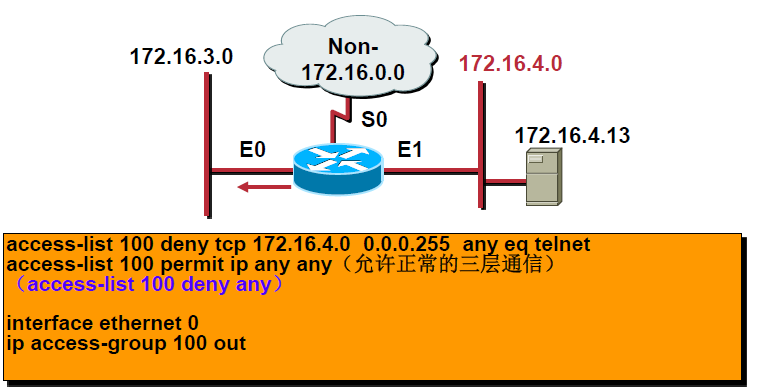 Non-
172.16.0.0
172.16.3.0
172.16.4.0
S0
E0
E1
172.16.4.13
access-list 100 deny tcp 172.16.4.0  0.0.0.255  any eq telnet
access-list 100 permit ip any any（允许正常的三层通信）
（access-list 100 deny any）
interface ethernet 0
ip access-group 100 out